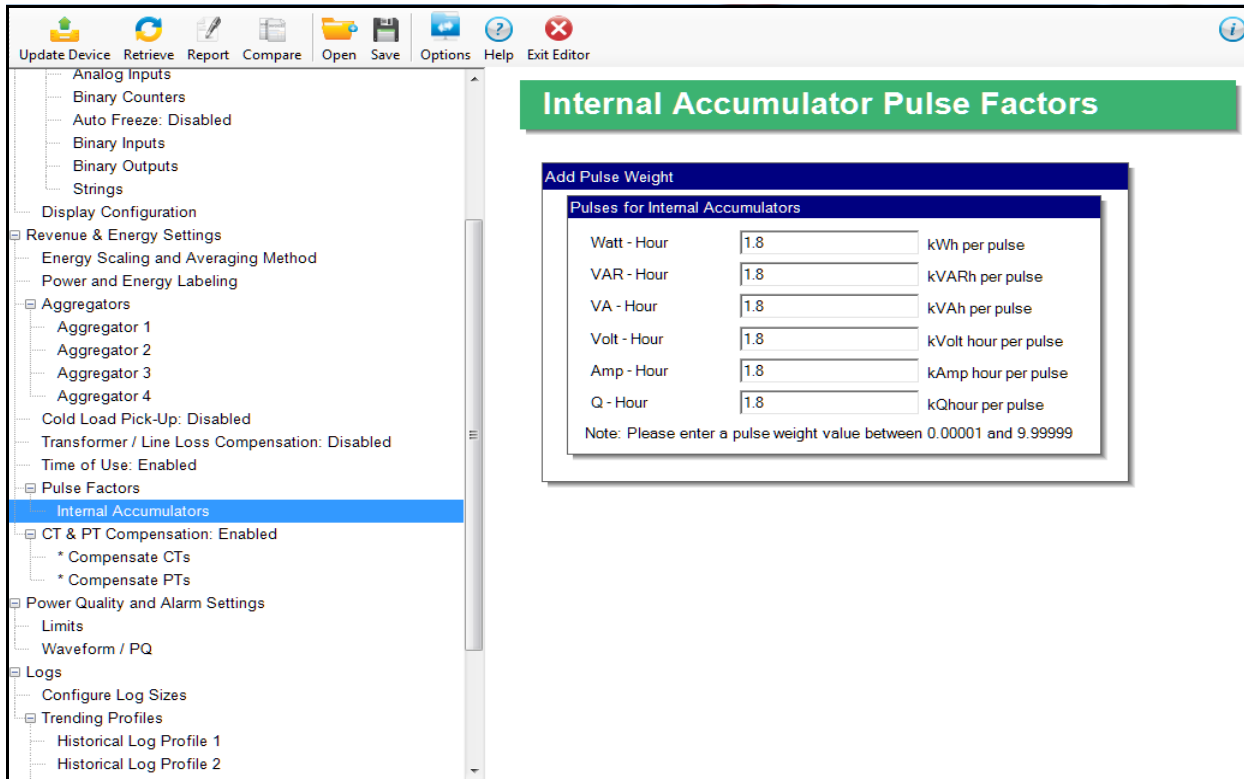 Update Device Retrieve Report Compare Open Save Options Help Exit Editor
Analog Inputs
Binary Counters
Auto Freeze: Disabled
Binary Inputs
Binary Outputs
Strings
Display Configuration
Revenue & Energy Settings
Energy Scaling and Averaging Method
Power and Energy Labeling
Aggregators
Aggregator 1
Aggregator 2
Aggregator 3
Aggregator 4
Cold Load Pick-Up: Disabled
Transformer / Line Loss Compensation: Disabled
Time of Use: Enabled
Pulse Factors
Internal Accumulators
CT & PT Compensation: Enabled
* Compensate CTs
* Compensate PTs
Power Quality and Alarm Settings
Limits
Waveform / PQ
Logs
Configure Log Sizes
Trending Profiles
Historical Log Profile 1
Historical Log Profile 2
Internal Accumulator Pulse Factors
Add Pulse Weight
Pulses for Internal Accumulators
Watt - Hour 1.8 kWh per pulse
VAR - Hour 1.8 kVARh per pulse
VA - Hour 1.8 kVAh per pulse
Volt - Hour 1.8 kVolt hour per pulse
Amp - Hour 1.8 kAmp hour per pulse
Q - Hour 1.8 kQhour per pulse
Note: Please enter a pulse weight value between 0.00001 and 9.99999